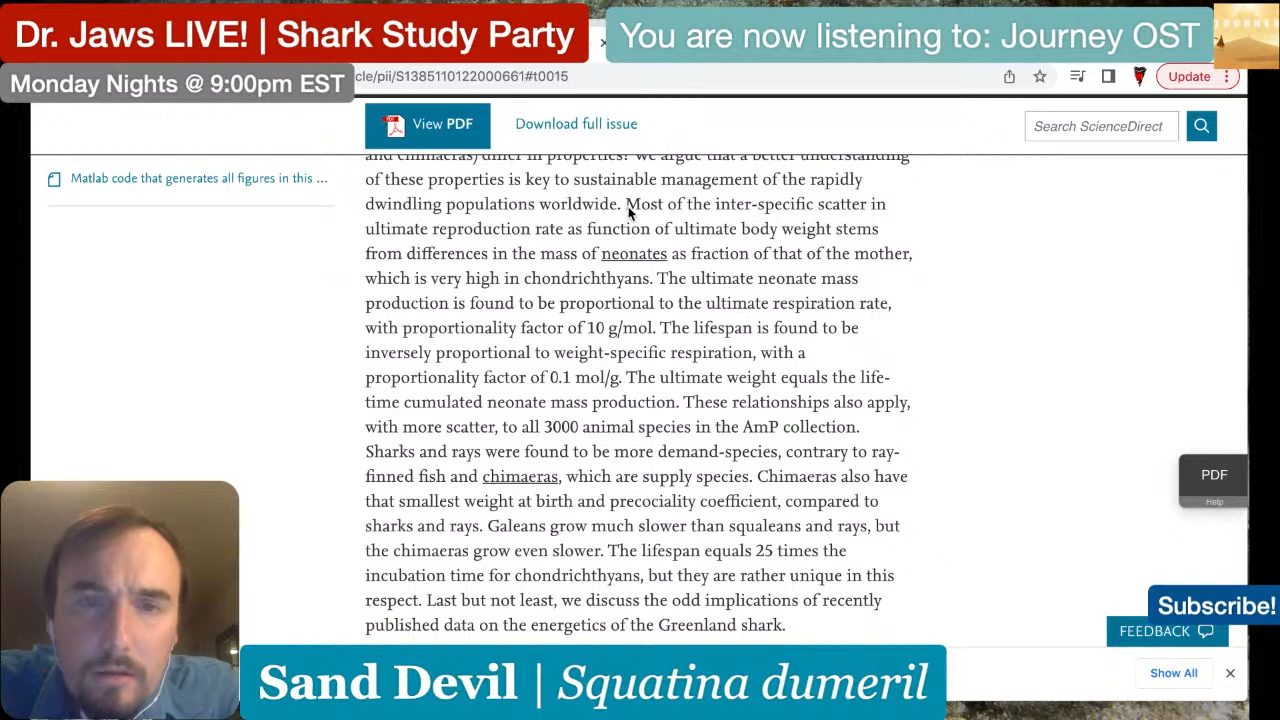 Dr. Jaws LIVE! | Shark Study Party
You are now listening to: Journey OST
Monday Nights @ 9:00pm EST
cle/pii/S1385110122000661#t0015
Update
View PDF
Download full issue
Search ScienceDirect
Matlab code that generates all figures in this ...
and chimaeras) differ in properties? We argue that a better understanding
of these properties is key to sustainable management of the rapidly
dwindling populations worldwide. Most of the inter-specific scatter in
ultimate reproduction rate as function of ultimate body weight stems
from differences in the mass of neonates as fraction of that of the mother,
which is very high in chondrichthyans. The ultimate neonate mass
production is found to be proportional to the ultimate respiration rate,
with proportionality factor of 10 g/mol. The lifespan is found to be
inversely proportional to weight-specific respiration, with a
proportionality factor of 0.1 mol/g. The ultimate weight equals the life-
time cumulated neonate mass production. These relationships also apply,
with more scatter, to all 3000 animal species in the AmP collection.
Sharks and rays were found to be more demand-species, contrary to ray-
finned fish and chimaeras, which are supply species. Chimaeras also have
that smallest weight at birth and precociality coefficient, compared to
sharks and rays. Galeans grow much slower than squaleans and rays, but
the chimaeras grow even slower. The lifespan equals 25 times the
incubation time for chondrichthyans, but they are rather unique in this
respect. Last but not least, we discuss the odd implications of recently
published data on the energetics of the Greenland shark.
PDF
Help
Subscribe!
FEEDBACK
Show All
Sand Devil | Squatina dumeril